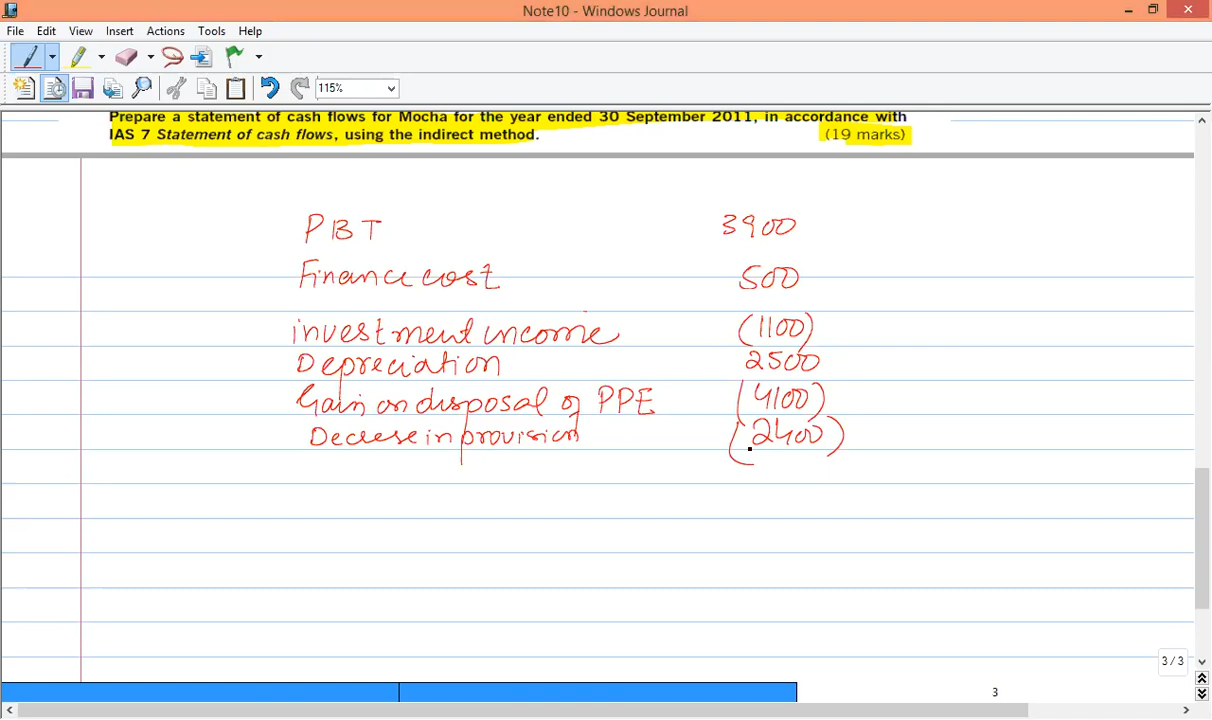 Note10 - Windows Journal
File Edit View Insert Actions Tools Help
115%
Prepare a statement of cash flows for Mocha for the year ended 30 September 2011, in accordance with
IAS 7 Statement of cash flows, using the indirect method. (19 marks)
PBT 3900
Finance cost 500
investment income (1100)
Depreciation 2500
Gain on disposal of PPE (4100)
Decrese in provision (2400)
3 / 3
3